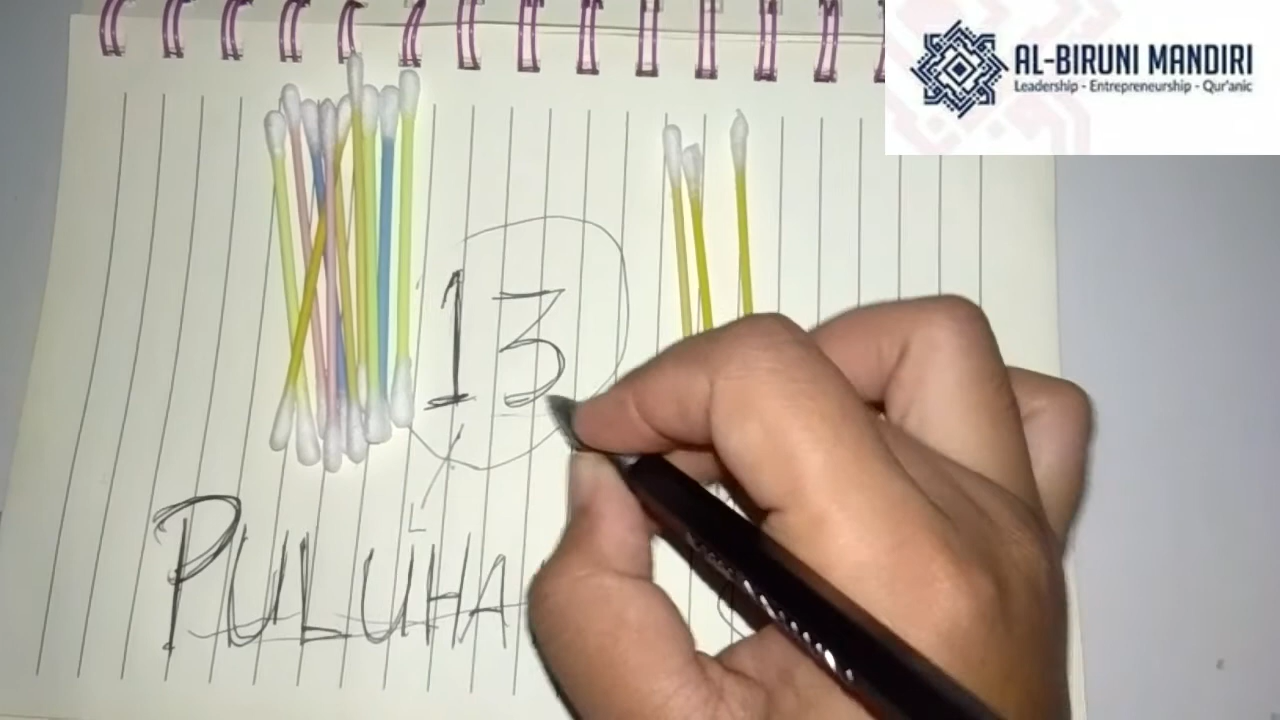 AL-BIRUNI MANDIRI
Leadership - Entrepreneurship - Qur'anic
13
PULUHA